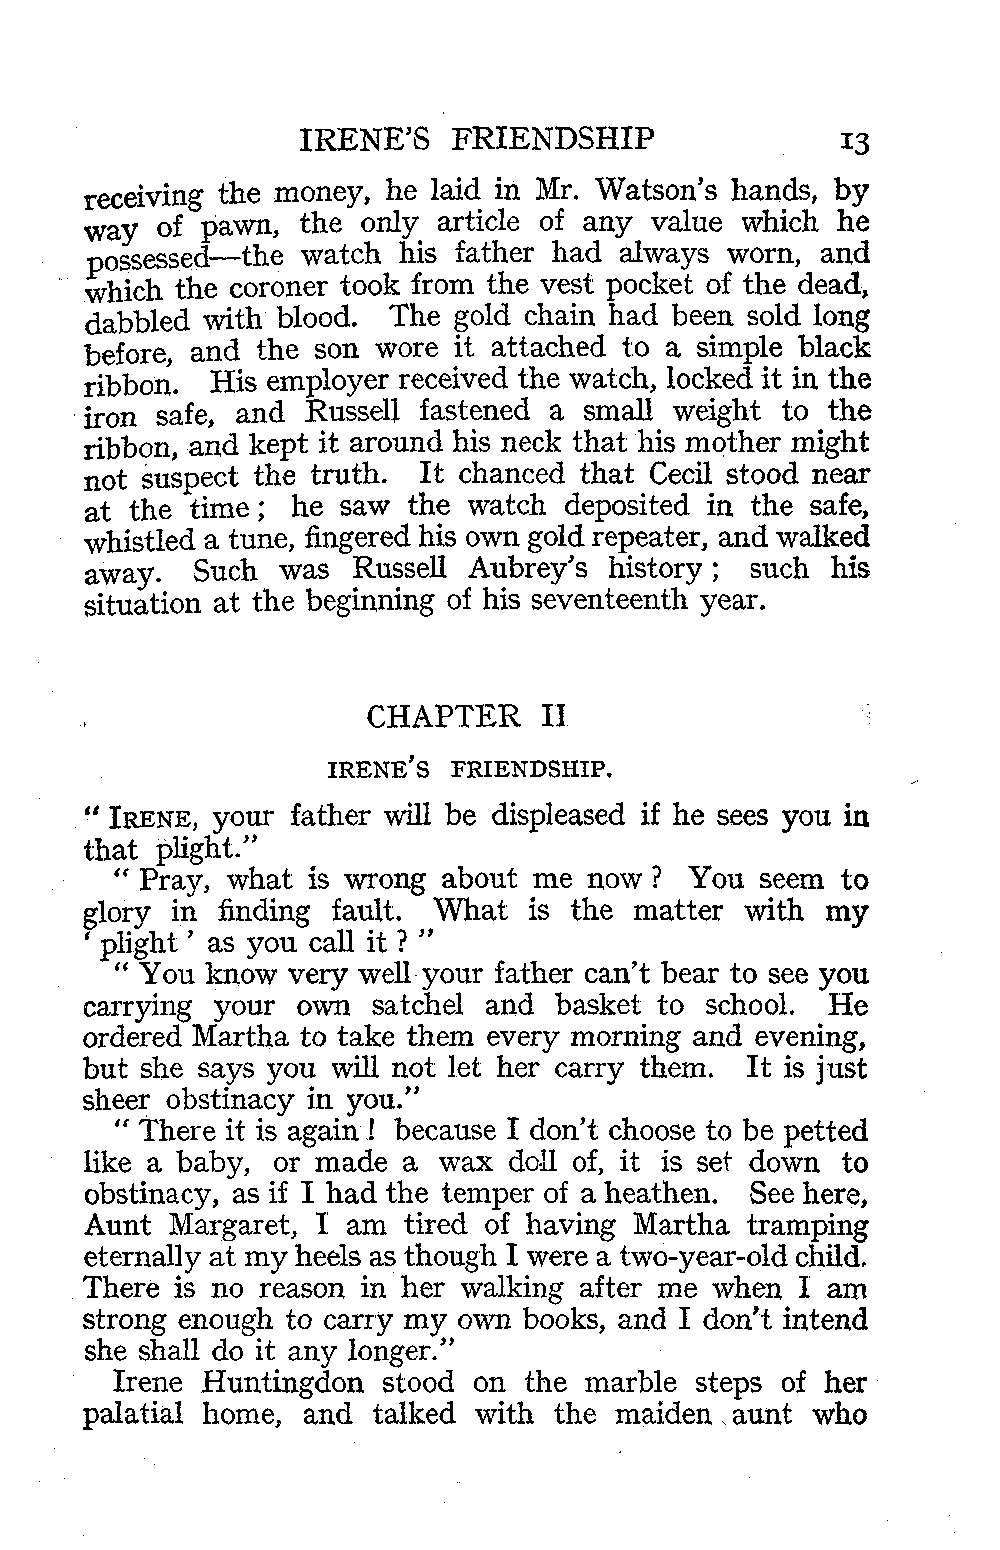 IRENE'S FRIENDSHIP 13
receiving the money, he laid in Mr. Watson's hands, by
way of pawn, the only article of any value which he
possessed—the watch his father had always worn, and
which the coroner took from the vest pocket of the dead,
dabbled with blood. The gold chain had been sold long
before, and the son wore it attached to a simple black
ribbon. His employer received the watch, locked it in the
iron safe, and Russell fastened a small weight to the
ribbon, and kept it around his neck that his mother might
not suspect the truth. It chanced that Cecil stood near
at the time; he saw the watch deposited in the safe,
whistled a tune, fingered his own gold repeater, and walked
away. Such was Russell Aubrey's history; such his
situation at the beginning of his seventeenth year.
CHAPTER II
IRENE'S FRIENDSHIP.
" IRENE, your father will be displeased if he sees you in
that plight."
" Pray, what is wrong about me now ? You seem to
glory in finding fault. What is the matter with my
' plight ' as you call it ? "
" You know very well your father can't bear to see you
carrying your own satchel and basket to school. He
ordered Martha to take them every morning and evening,
but she says you will not let her carry them. It is just
sheer obstinacy in you."
" There it is again ! because I don't choose to be petted
like a baby, or made a wax doll of, it is set down to
obstinacy, as if I had the temper of a heathen. See here,
Aunt Margaret, I am tired of having Martha tramping
eternally at my heels as though I were a two-year-old child.
There is no reason in her walking after me when I am
strong enough to carry my own books, and I don't intend
she shall do it any longer."
Irene Huntingdon stood on the marble steps of her
palatial home, and talked with the maiden aunt who